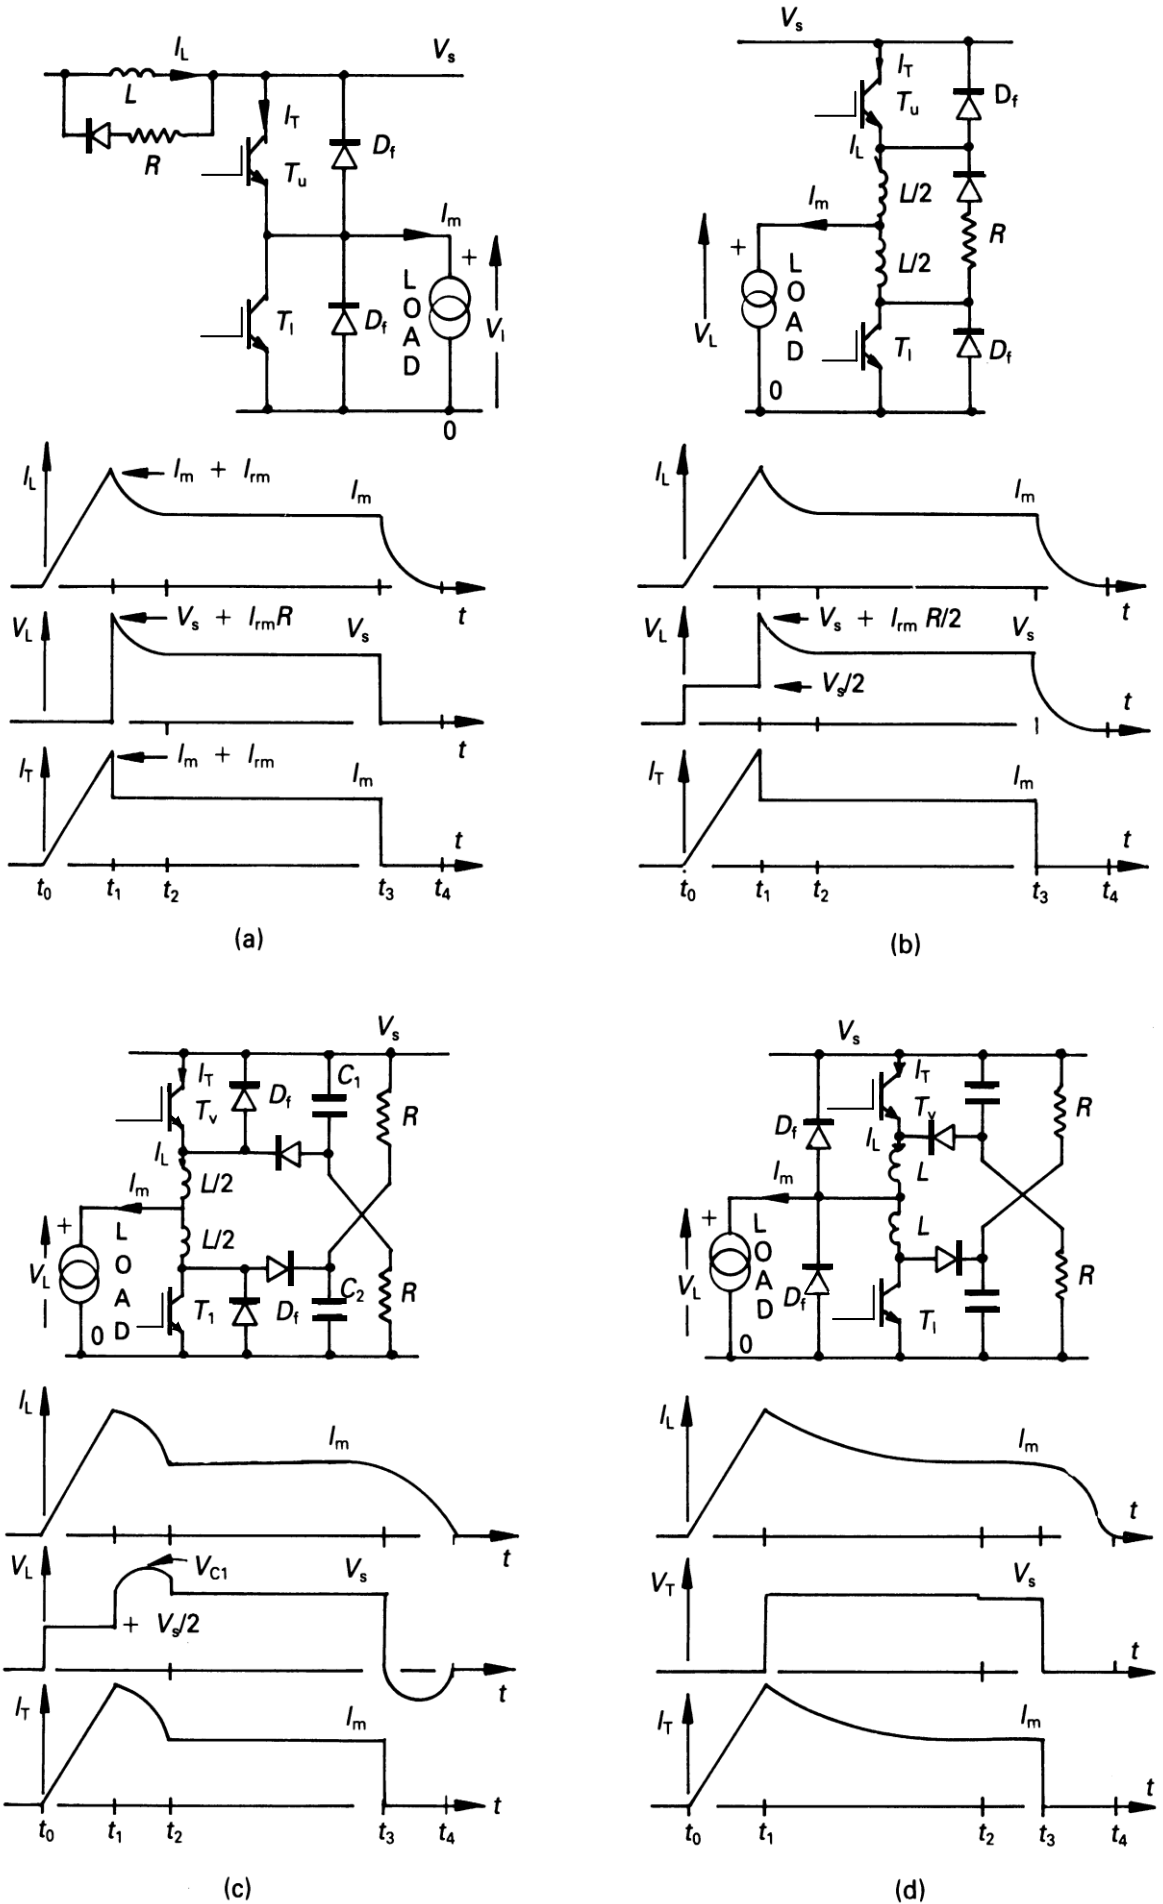 I_L
V_s
L
R
I_T
T_u
D_f
I_m
+
LOAD
V_l
T_l
D_f
0
I_L
I_m + I_rm
I_m
t
V_L
V_s + I_rm R
V_s
t
I_T
I_m + I_rm
I_m
t
t_0 t_1 t_2 t_3 t_4
(a)
V_s
I_T
T_u
D_f
I_L
L/2
I_m
R
+
L/2
LOAD
V_L
T_l
D_f
0
I_L
I_m
t
V_L
V_s + I_rm R/2
V_s
V_s/2
t
I_T
I_m
t
t_0 t_1 t_2 t_3 t_4
(b)
V_s
I_T
T_v
D_f
C_1
R
I_L
I_m
L/2
+
L/2
LOAD
V_L
T_1
D_f
C_2
R
0
I_L
I_m
t
V_L
V_C1
V_s
+ V_s/2
t
I_T
I_m
t
t_0 t_1 t_2 t_3 t_4
(c)
V_s
I_T
T_v
R
D_f
I_L
I_m
L
+
L
LOAD
V_L
D_f
T_l
R
0
I_L
I_m
t
V_T
V_s
t
I_T
I_m
t
t_0 t_1 t_2 t_3 t_4
(d)